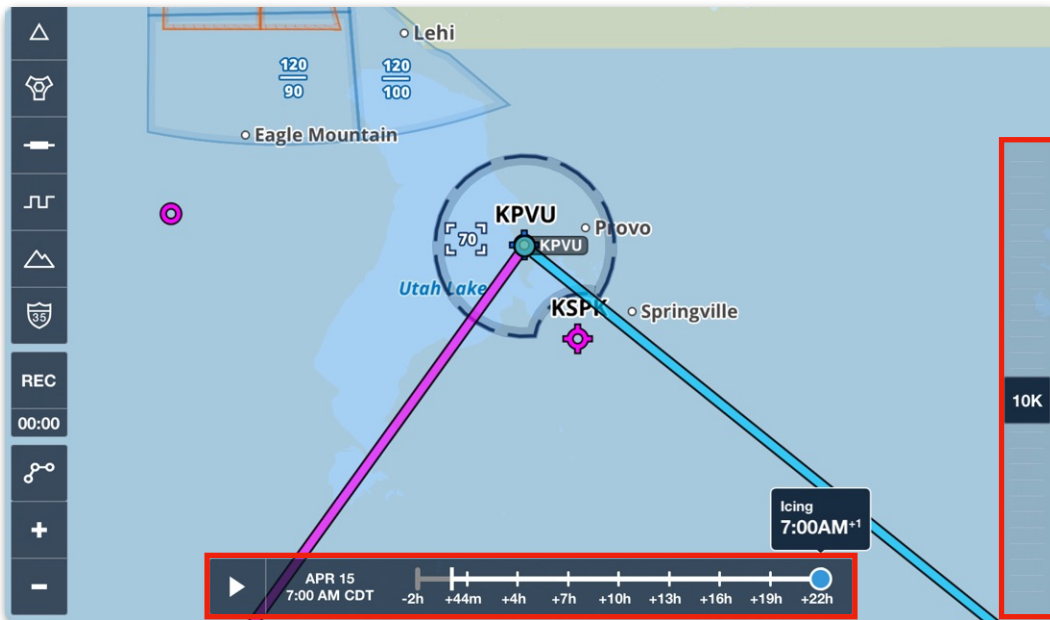 Lehi
120
90
120
100
Eagle Mountain
KPVU
70
KPVU
Provo
Utah Lake
KSPK
Springville
35
REC
00:00
10K
Icing
7:00AM+1
APR 15
7:00 AM CDT
-2h +44m +4h +7h +10h +13h +16h +19h +22h